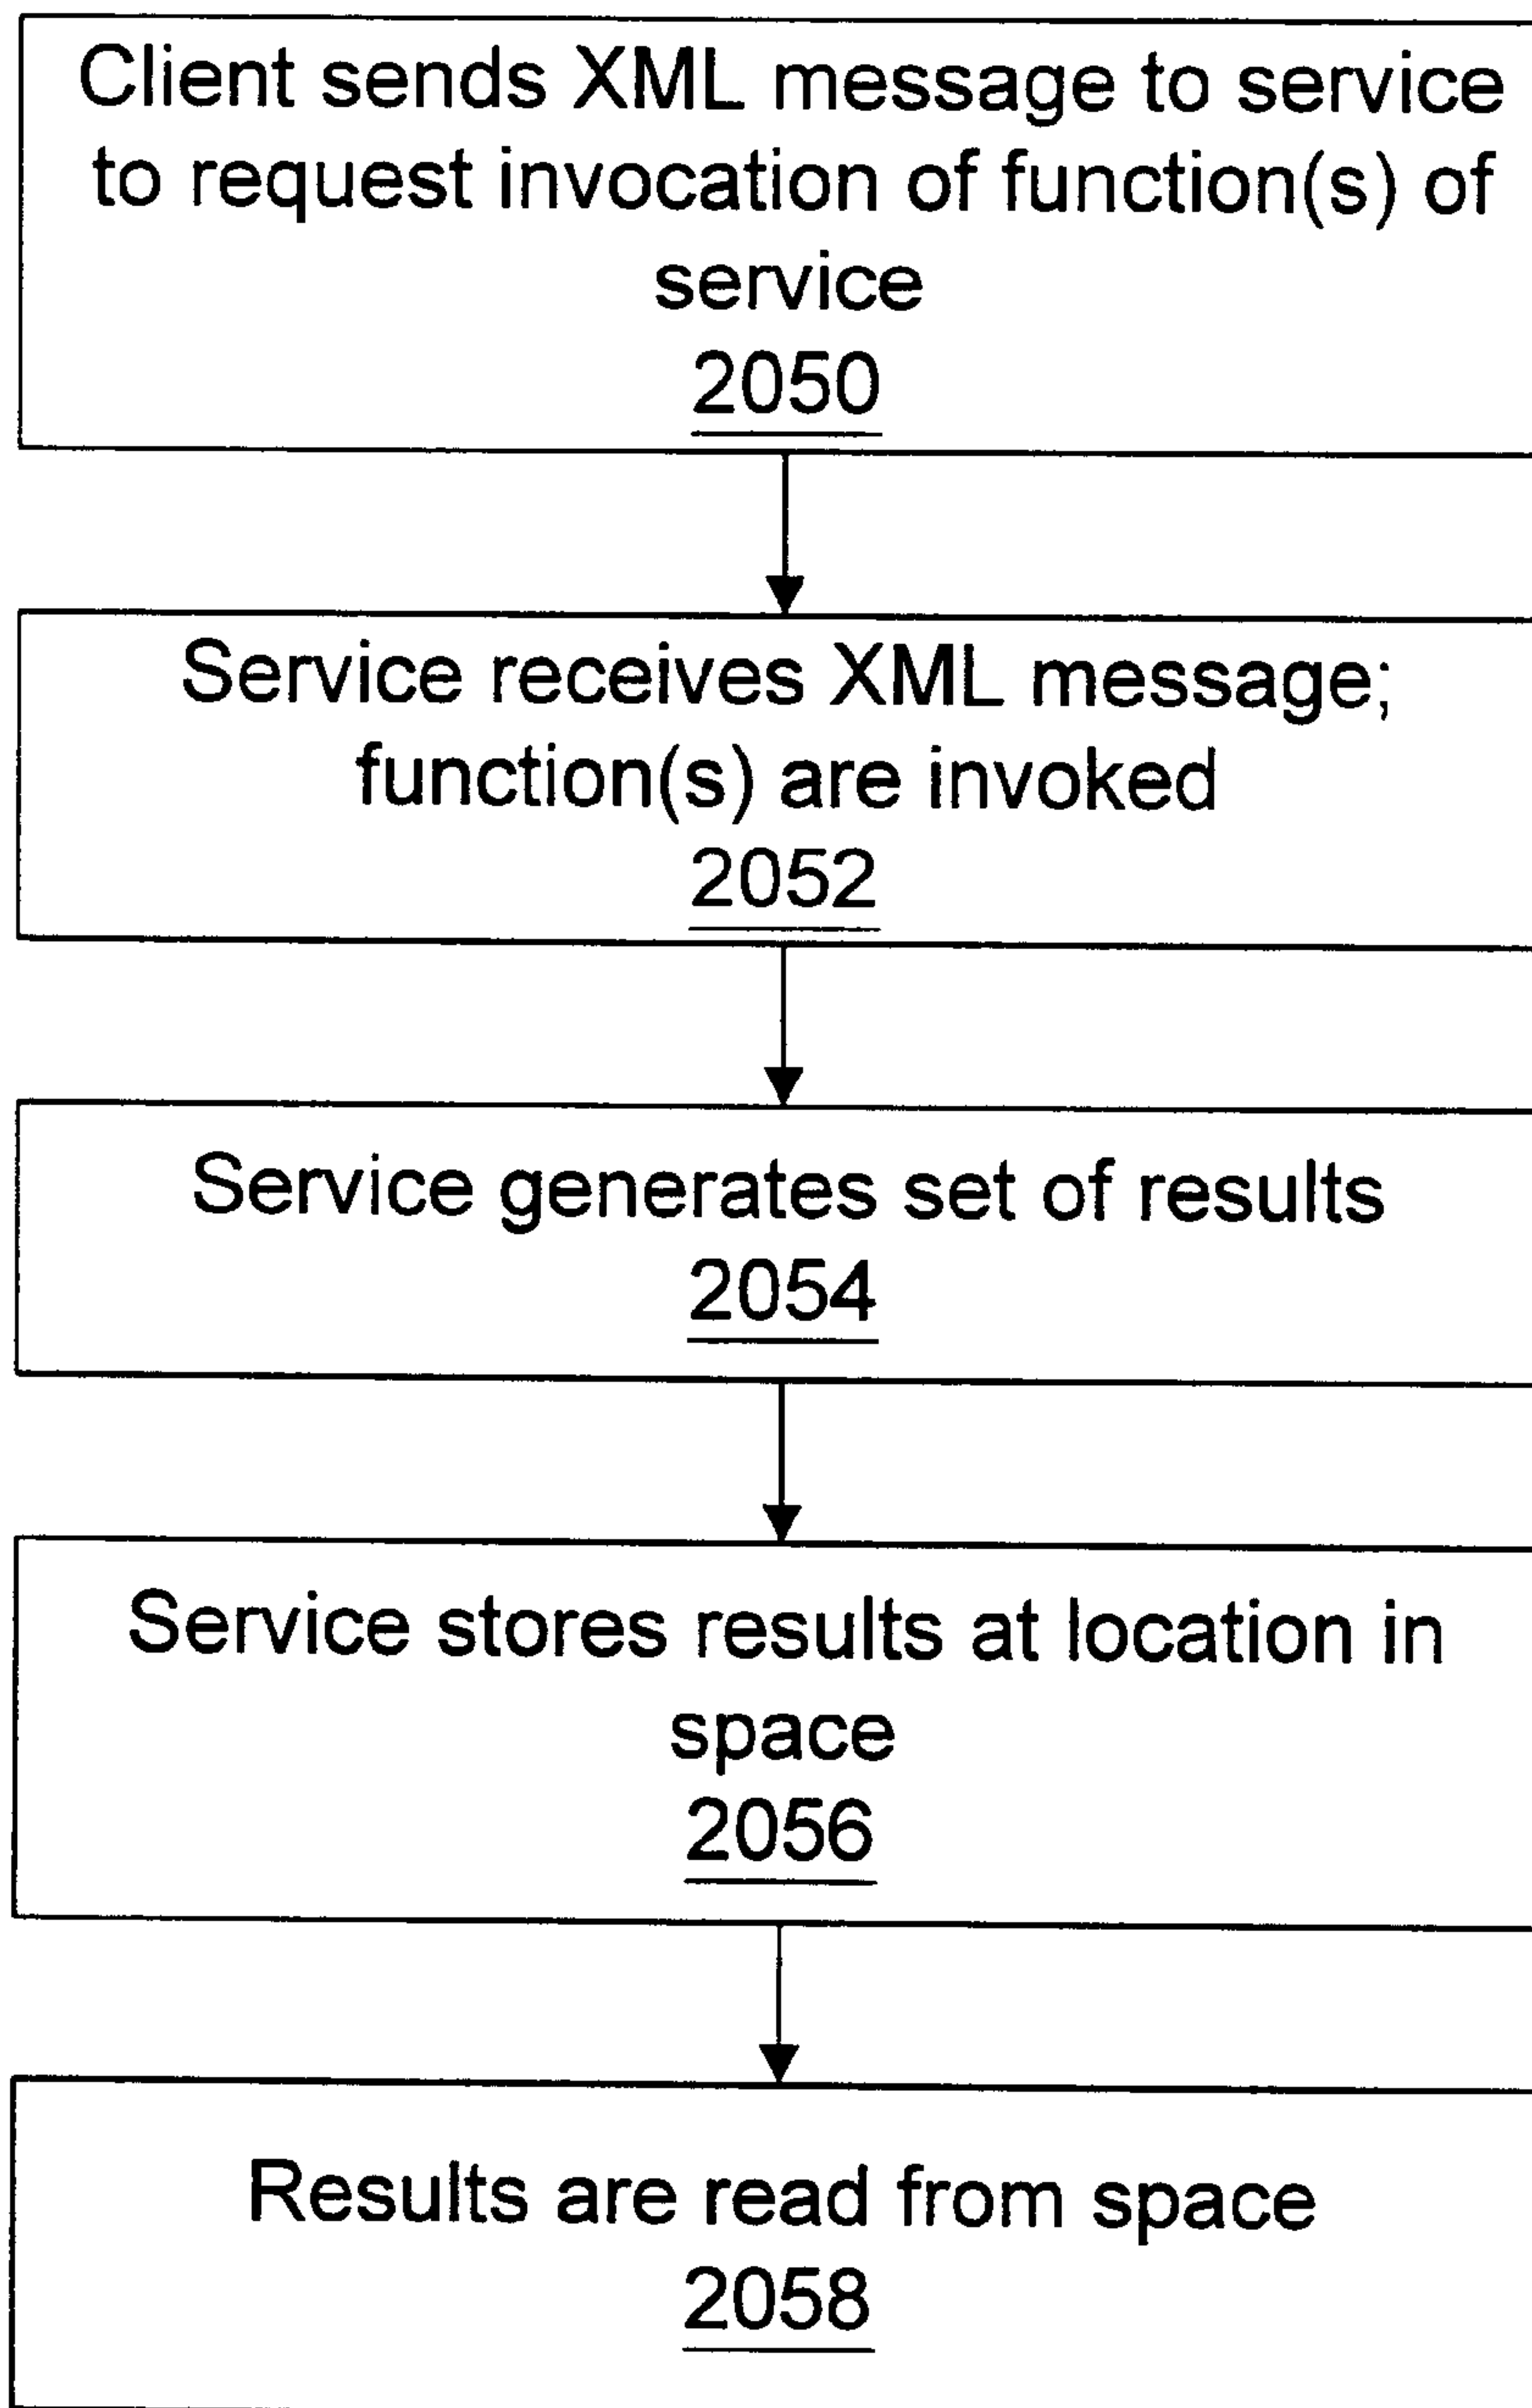 Client sends XML message to service
to request invocation of function(s) of
service
2050
Service receives XML message;
function(s) are invoked
2052
Service generates set of results
2054
Service stores results at location in
space
2056
Results are read from space
2058